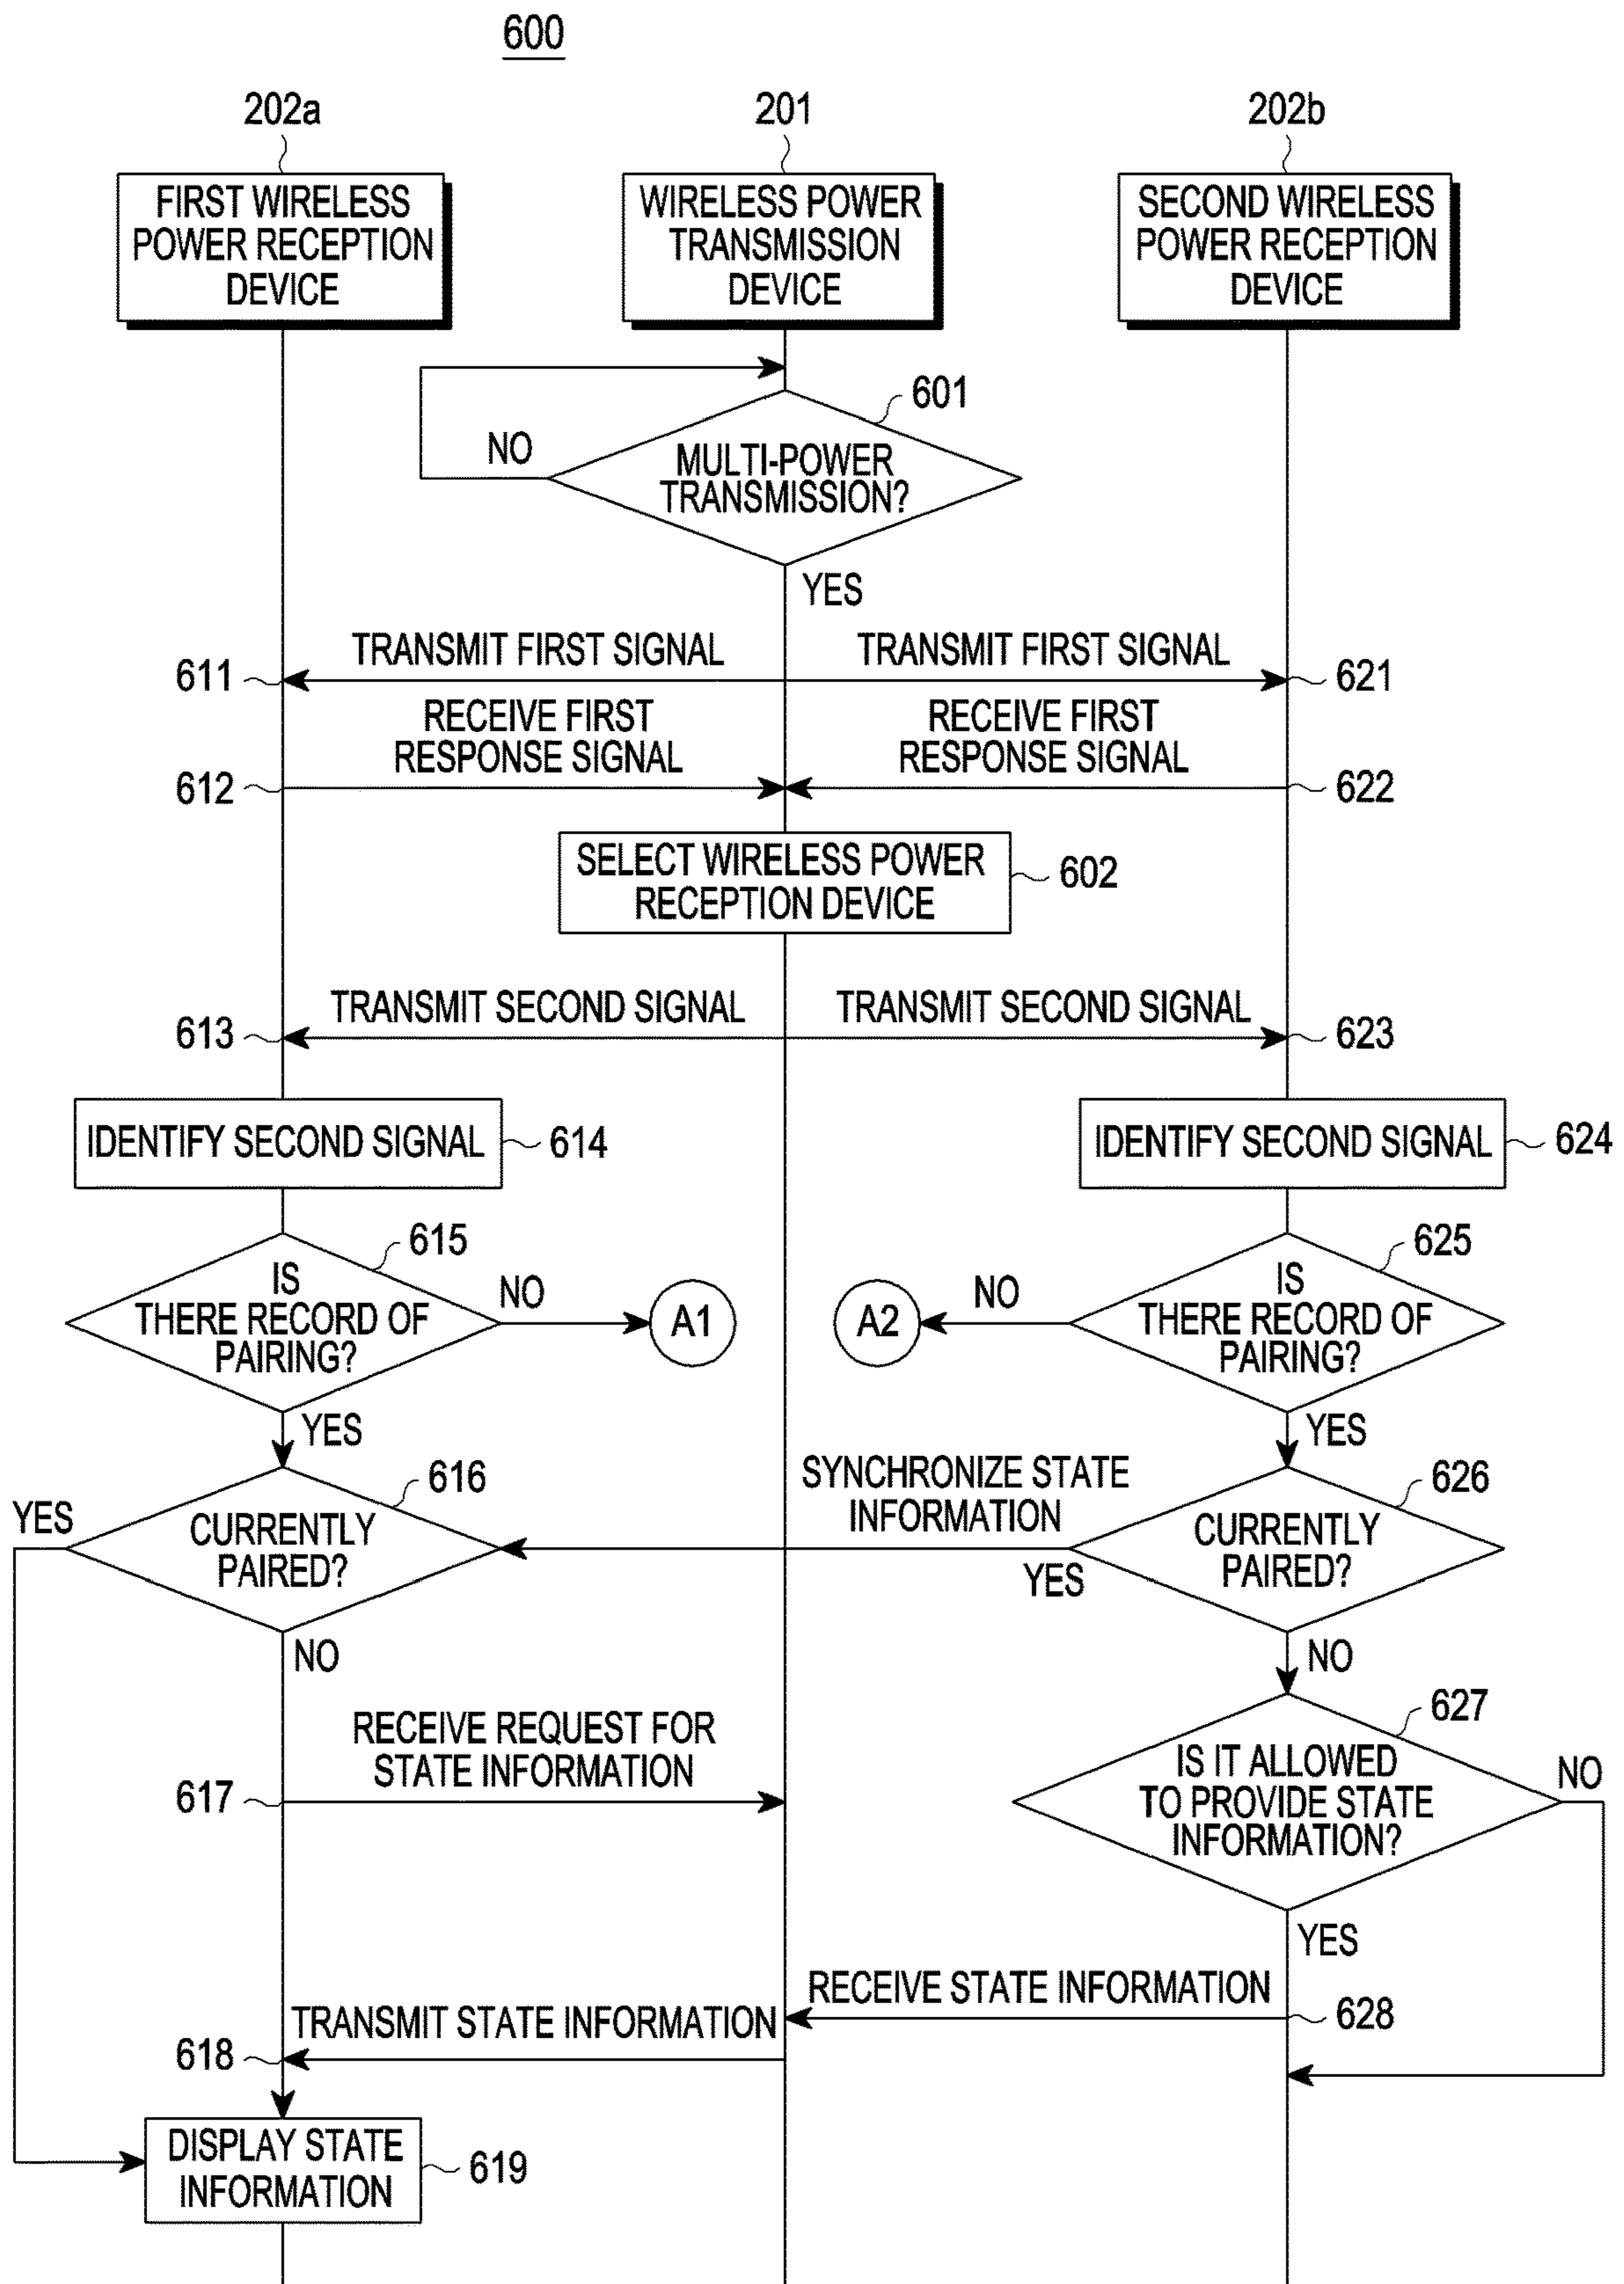 600
202a
201
202b
FIRST WIRELESS
POWER RECEPTION
DEVICE
WIRELESS POWER
TRANSMISSION
DEVICE
SECOND WIRELESS
POWER RECEPTION
DEVICE
601
NO
MULTI-POWER
TRANSMISSION?
YES
TRANSMIT FIRST SIGNAL
TRANSMIT FIRST SIGNAL
611
621
RECEIVE FIRST
RESPONSE SIGNAL
RECEIVE FIRST
RESPONSE SIGNAL
612
622
SELECT WIRELESS POWER
RECEPTION DEVICE
602
TRANSMIT SECOND SIGNAL
TRANSMIT SECOND SIGNAL
613
623
IDENTIFY SECOND SIGNAL
614
IDENTIFY SECOND SIGNAL
624
615
IS
THERE RECORD OF
PAIRING?
NO
A1
A2
NO
625
IS
THERE RECORD OF
PAIRING?
YES
YES
616
YES
CURRENTLY
PAIRED?
SYNCHRONIZE STATE
INFORMATION
YES
626
CURRENTLY
PAIRED?
NO
NO
RECEIVE REQUEST FOR
STATE INFORMATION
617
627
IS IT ALLOWED
TO PROVIDE STATE
INFORMATION?
NO
YES
RECEIVE STATE INFORMATION
628
TRANSMIT STATE INFORMATION
618
DISPLAY STATE
INFORMATION
619